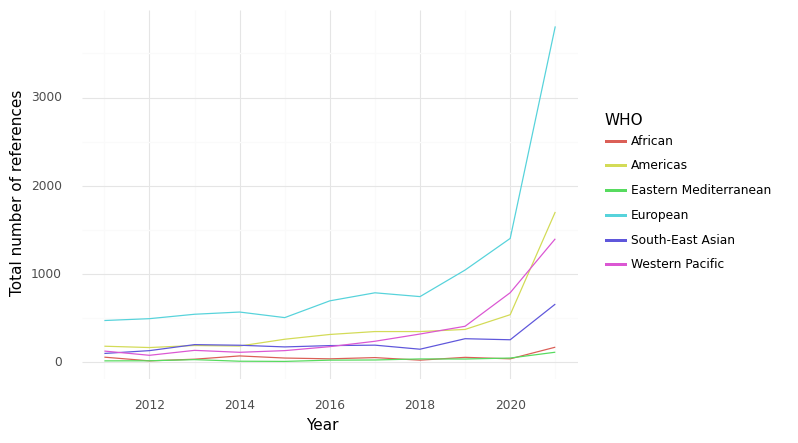 Total number of references
3000
2000
1000
0
2012 2014 2016 2018 2020
Year
WHO
African
Americas
Eastern Mediterranean
European
South-East Asian
Western Pacific